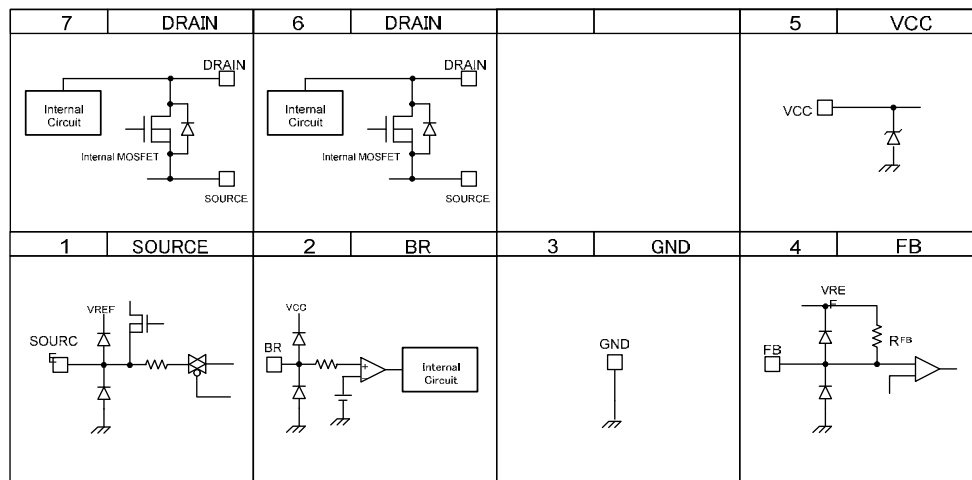 7 DRAIN 6 DRAIN 5 VCC
DRAIN
Internal
Circuit
Internal MOSFET
SOURCE
DRAIN
Internal
Circuit
Internal MOSFET
SOURCE
VCC
1 SOURCE 2 BR 3 GND 4 FB
VREF
SOURC
E
VCC
BR
+
-
Internal
Circuit
GND
VRE
F
RFB
FB